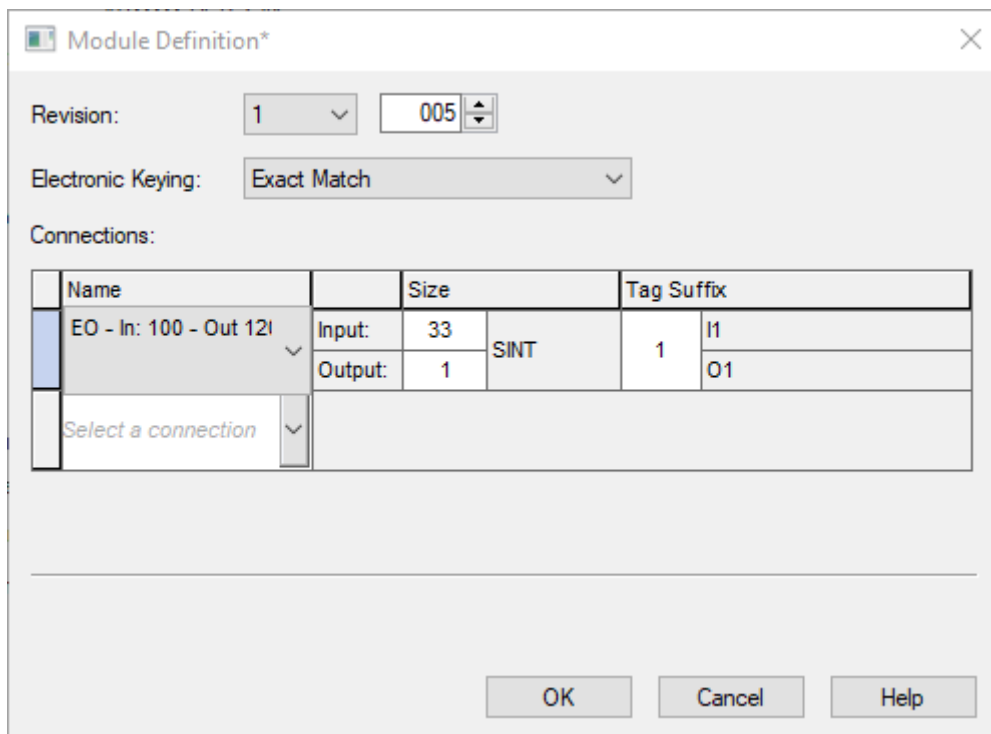 Module Definition*
Revision: 1 005
Electronic Keying: Exact Match
Connections:
Name Size Tag Suffix
EO - In: 100 - Out 120 Input: 33 SINT 1 I1
Output: 1 O1
Select a connection
OK Cancel Help